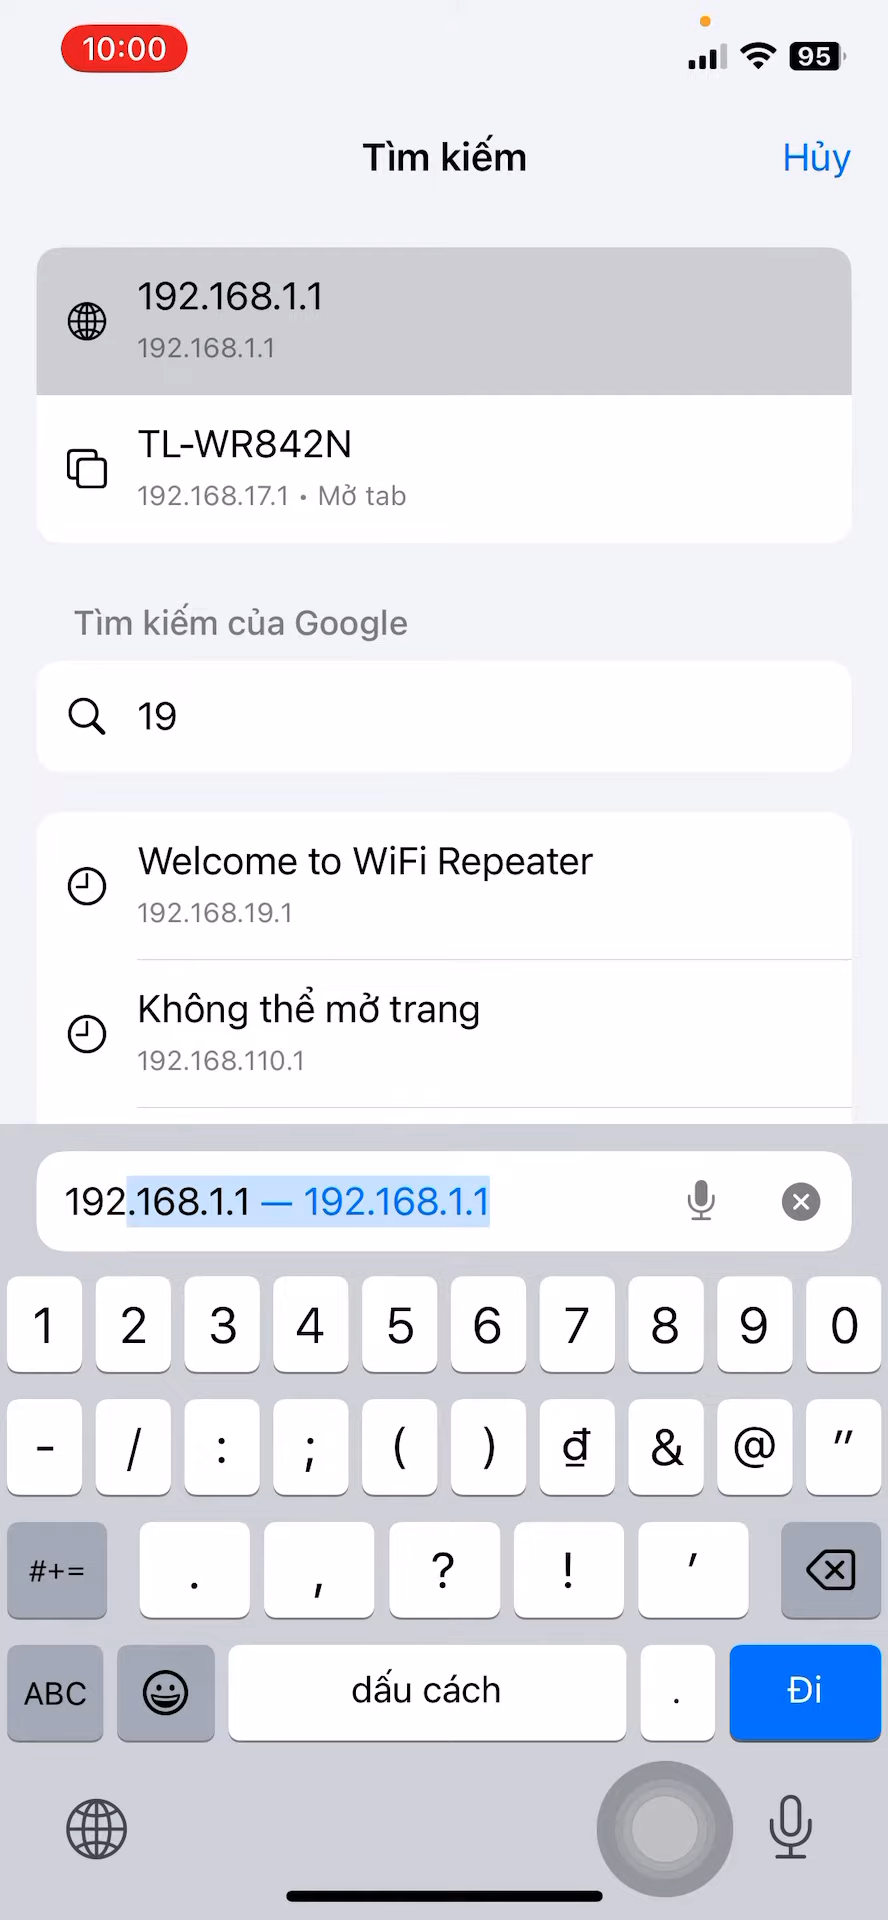 10:00
95
Tìm kiếm
Hủy
192.168.1.1
192.168.1.1
TL-WR842N
192.168.17.1 • Mở tab
Tìm kiếm của Google
19
Welcome to WiFi Repeater
192.168.19.1
Không thể mở trang
192.168.110.1
192.168.1.1 — 192.168.1.1
1 2 3 4 5 6 7 8 9 0
- / : ; ( ) ₫ & @ "
#+= . , ? ! '
ABC dấu cách . Đi